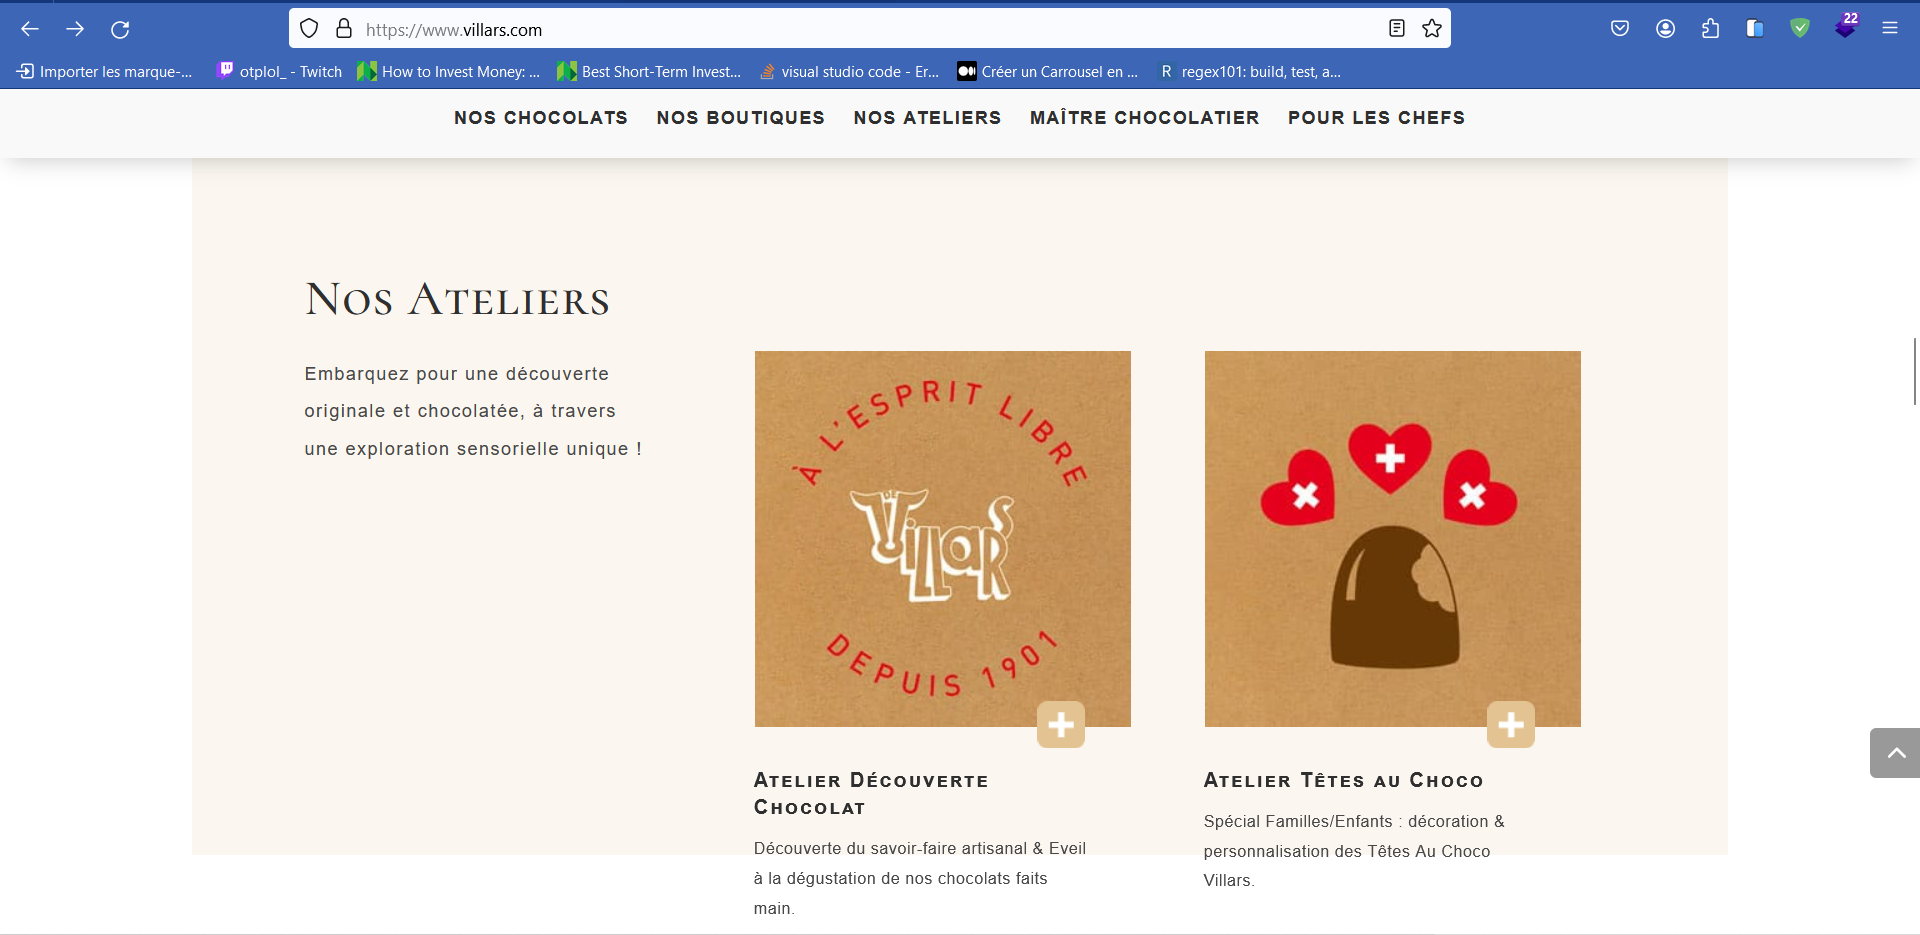 22
https://www.villars.com
Importer les marque-...
otplol_ - Twitch
How to Invest Money: ...
Best Short-Term Invest...
visual studio code - Er...
Créer un Carrousel en ...
R
regex101: build, test, a...
NOS CHOCOLATS
NOS BOUTIQUES
NOS ATELIERS
MAÎTRE CHOCOLATIER
POUR LES CHEFS
Nos Ateliers
Embarquez pour une découverte
originale et chocolatée, à travers
une exploration sensorielle unique !
À L'ESPRIT LIBRE
DE
VillarS
DEPUIS 1901
Atelier Découverte
Chocolat
Découverte du savoir-faire artisanal & Eveil
à la dégustation de nos chocolats faits
main.
Atelier Têtes au Choco
Spécial Familles/Enfants : décoration &
personnalisation des Têtes Au Choco
Villars.